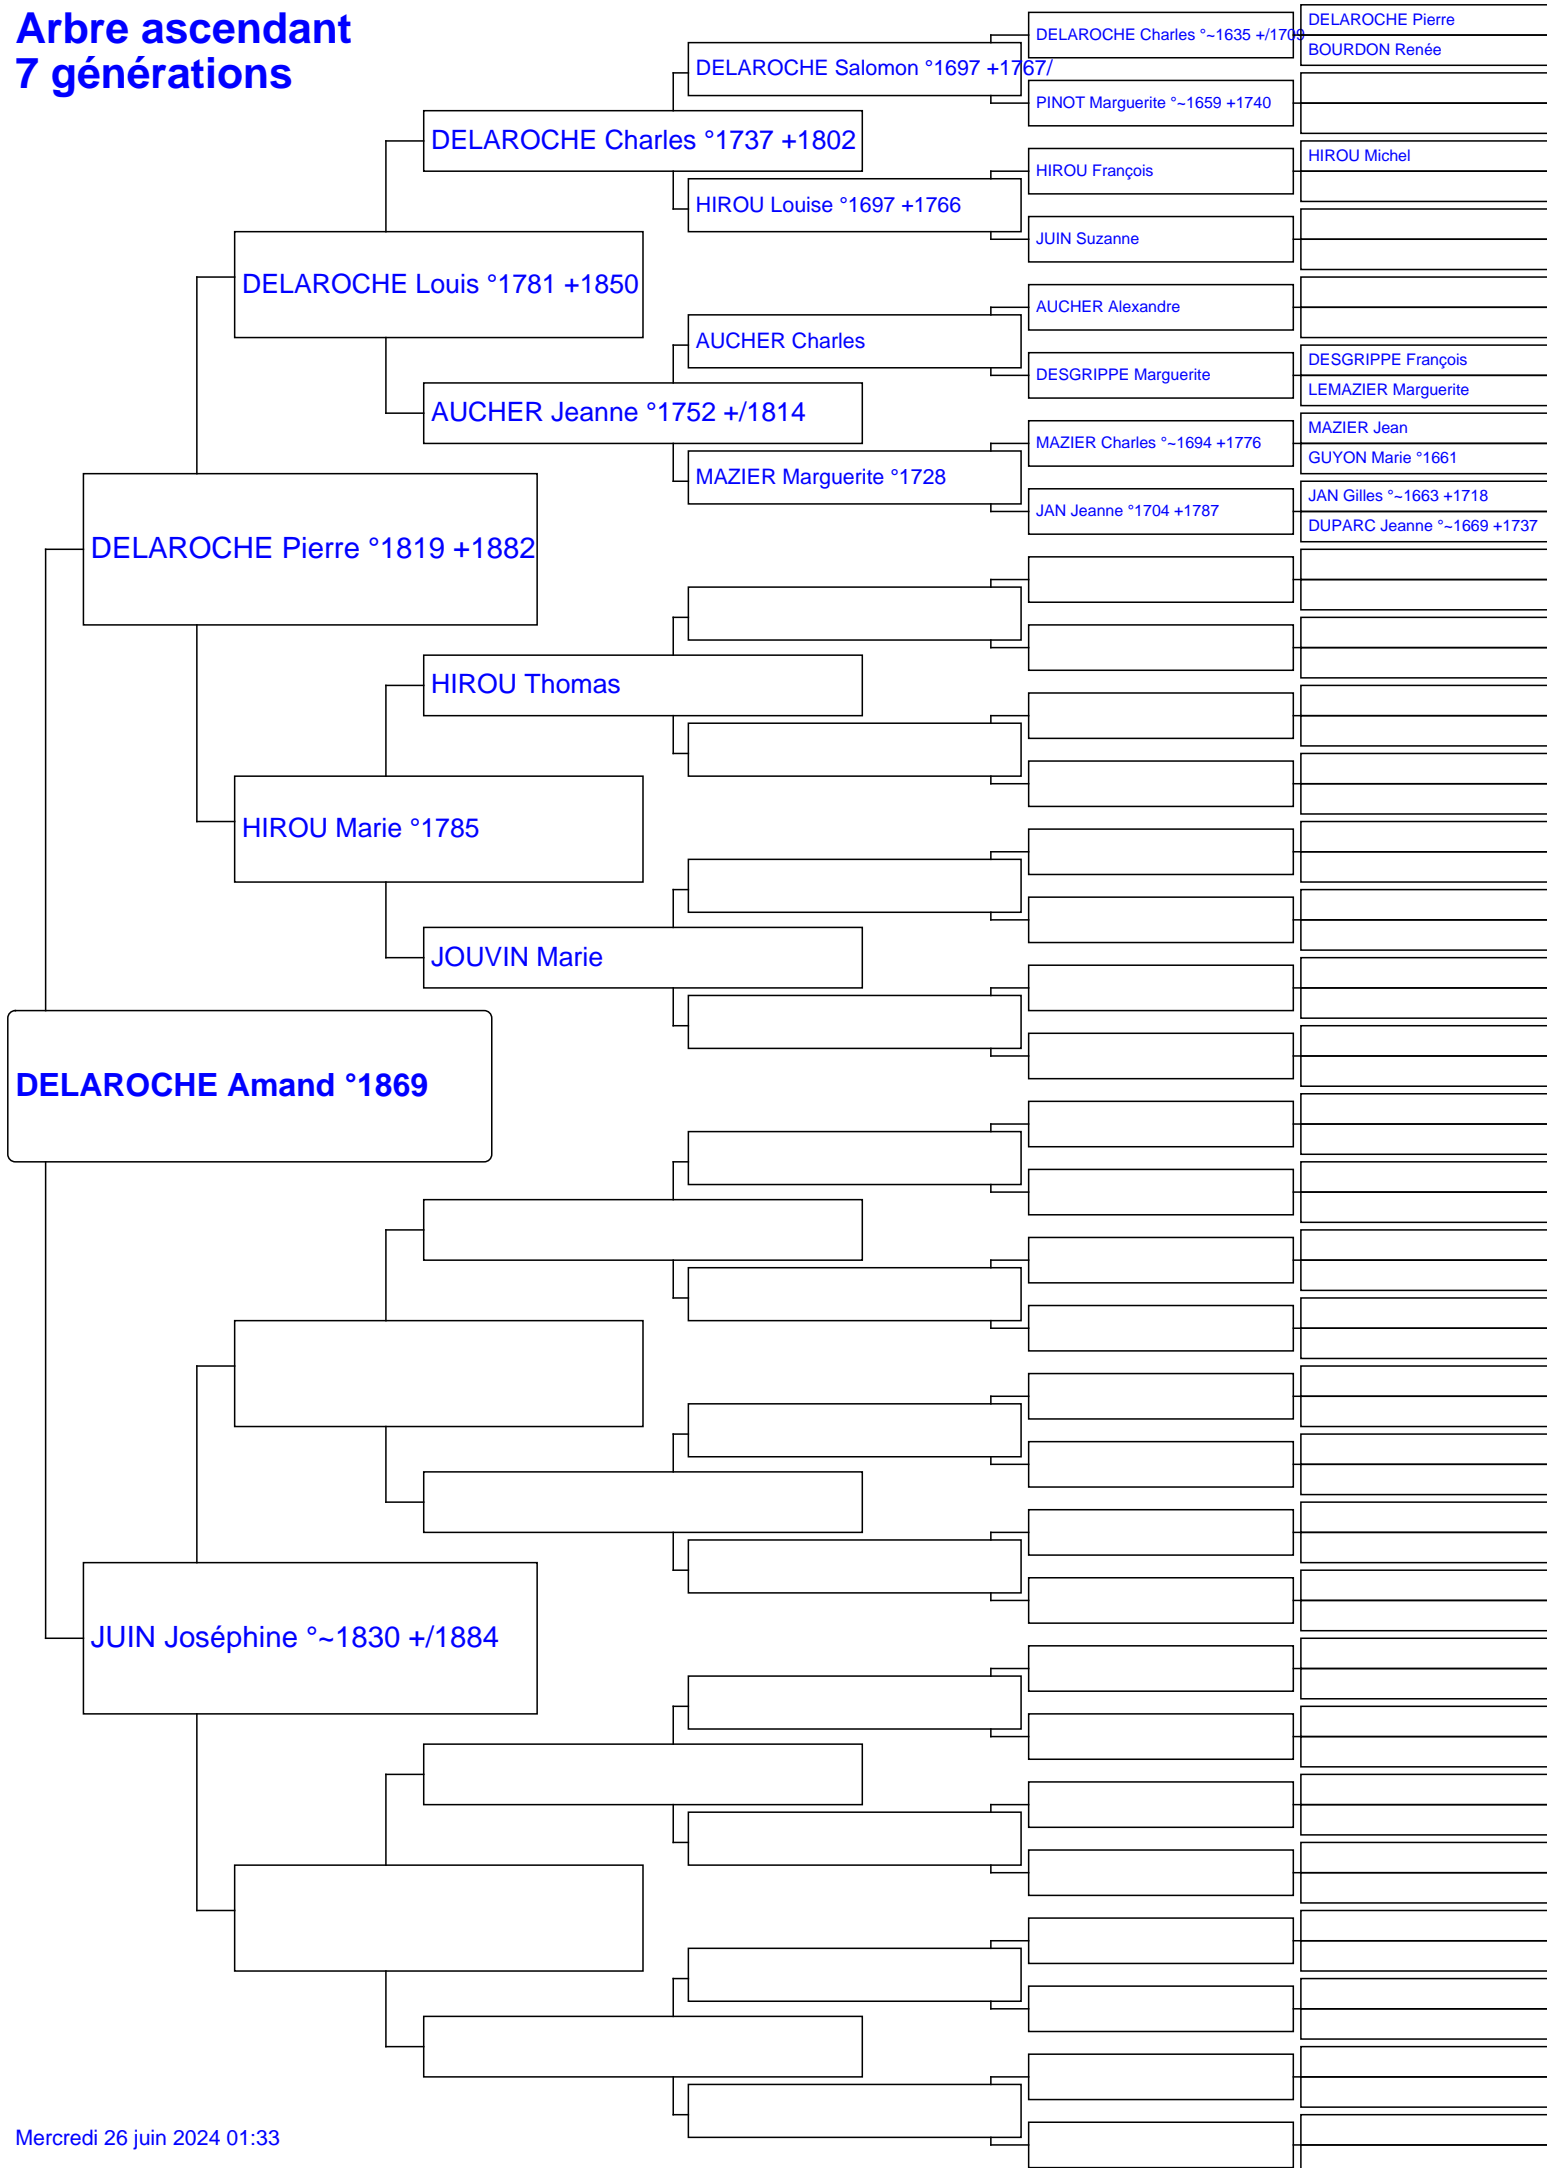 Arbre ascendant
7 générations
DELAROCHE Pierre
DELAROCHE Charles °~1635 +/1709
BOURDON Renée
DELAROCHE Salomon °1697 +1767/
PINOT Marguerite °~1659 +1740
DELAROCHE Charles °1737 +1802
HIROU Michel
HIROU François
HIROU Louise °1697 +1766
JUIN Suzanne
DELAROCHE Louis °1781 +1850
AUCHER Alexandre
AUCHER Charles
DESGRIPPE François
DESGRIPPE Marguerite
LEMAZIER Marguerite
AUCHER Jeanne °1752 +/1814
MAZIER Jean
MAZIER Charles °~1694 +1776
GUYON Marie °1661
MAZIER Marguerite °1728
JAN Gilles °~1663 +1718
JAN Jeanne °1704 +1787
DUPARC Jeanne °~1669 +1737
DELAROCHE Pierre °1819 +1882
HIROU Thomas
HIROU Marie °1785
JOUVIN Marie
DELAROCHE Amand °1869
JUIN Joséphine °~1830 +/1884
Mercredi 26 juin 2024 01:33